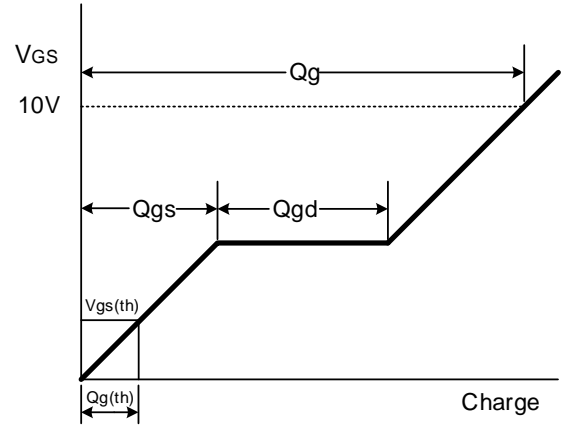 VGS
Qg
10V
Qgs
Qgd
Vgs(th)
Qg(th)
Charge